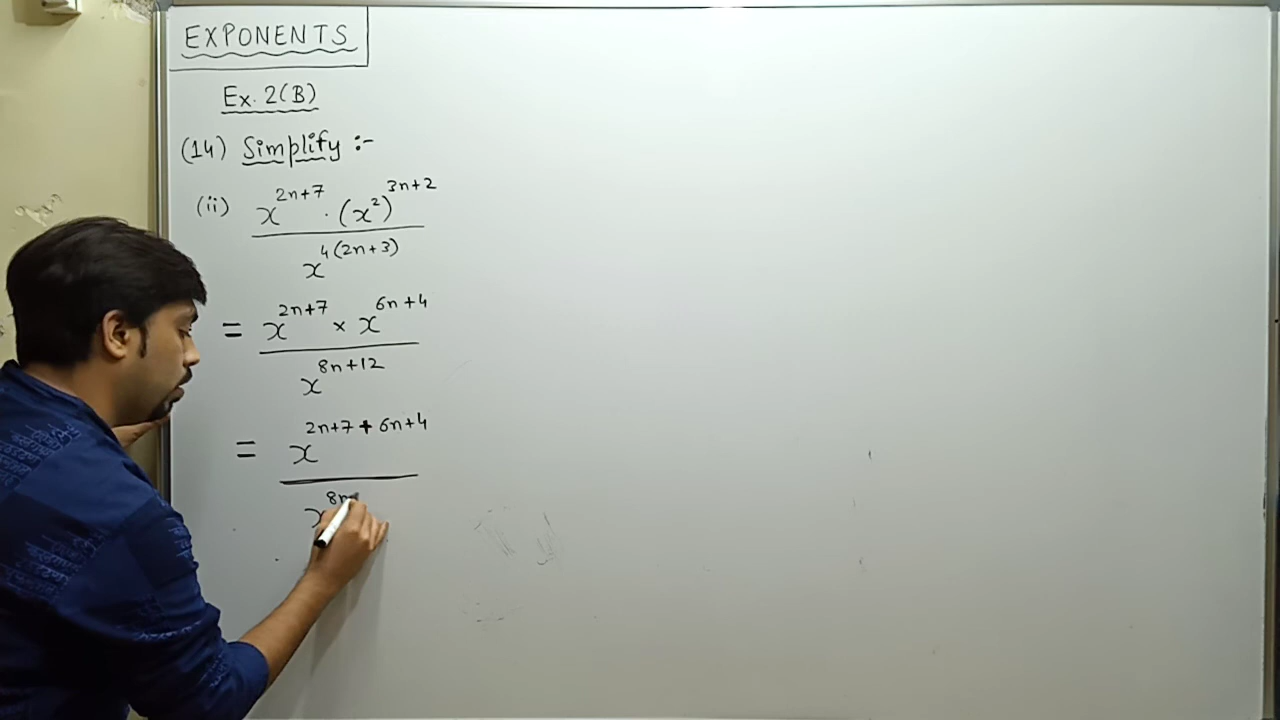 EXPONENTS
Ex. 2(B)
(14) Simplify :-
(ii) x^{2n+7} · (x^2)^{3n+2}
x^{4(2n+3)}
= x^{2n+7} × x^{6n+4}
x^{8n+12}
= x^{2n+7+6n+4}
x^{8n